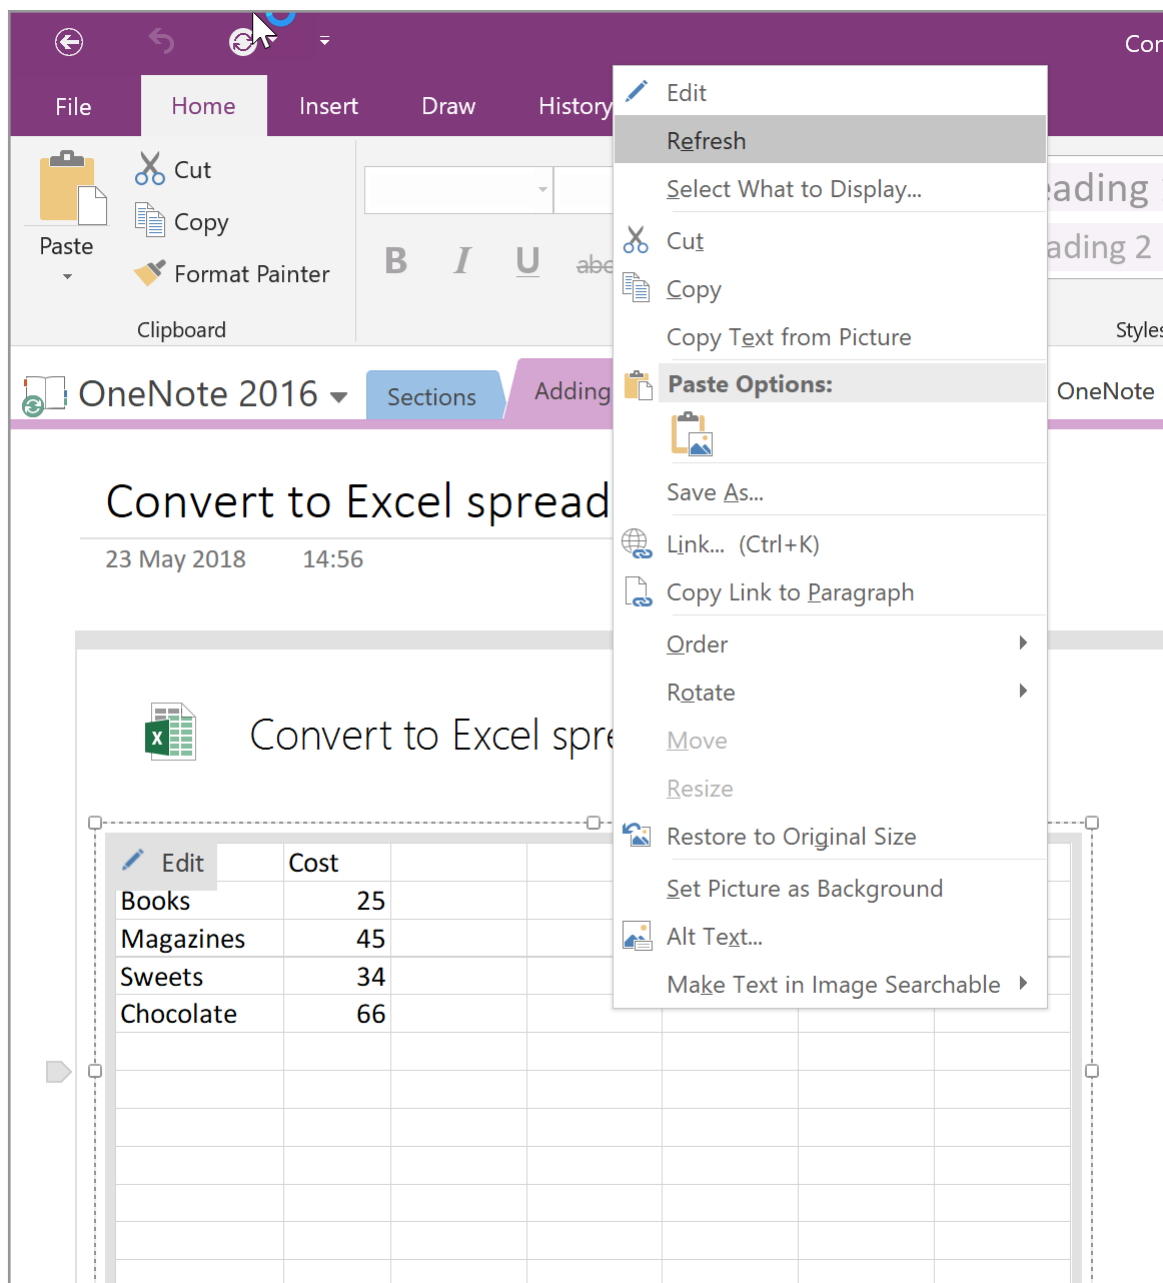 Con
File Home Insert Draw History
Cut
Copy
Paste
Format Painter
Clipboard
B I U abc
eading 1
ading 2
Styles
OneNote 2016
Sections
Adding
OneNote
Convert to Excel spread
23 May 2018 14:56
Convert to Excel spre
Edit
Cost
Books 25
Magazines 45
Sweets 34
Chocolate 66
Edit
Refresh
Select What to Display...
Cut
Copy
Copy Text from Picture
Paste Options:
Save As...
Link... (Ctrl+K)
Copy Link to Paragraph
Order
Rotate
Move
Resize
Restore to Original Size
Set Picture as Background
Alt Text...
Make Text in Image Searchable